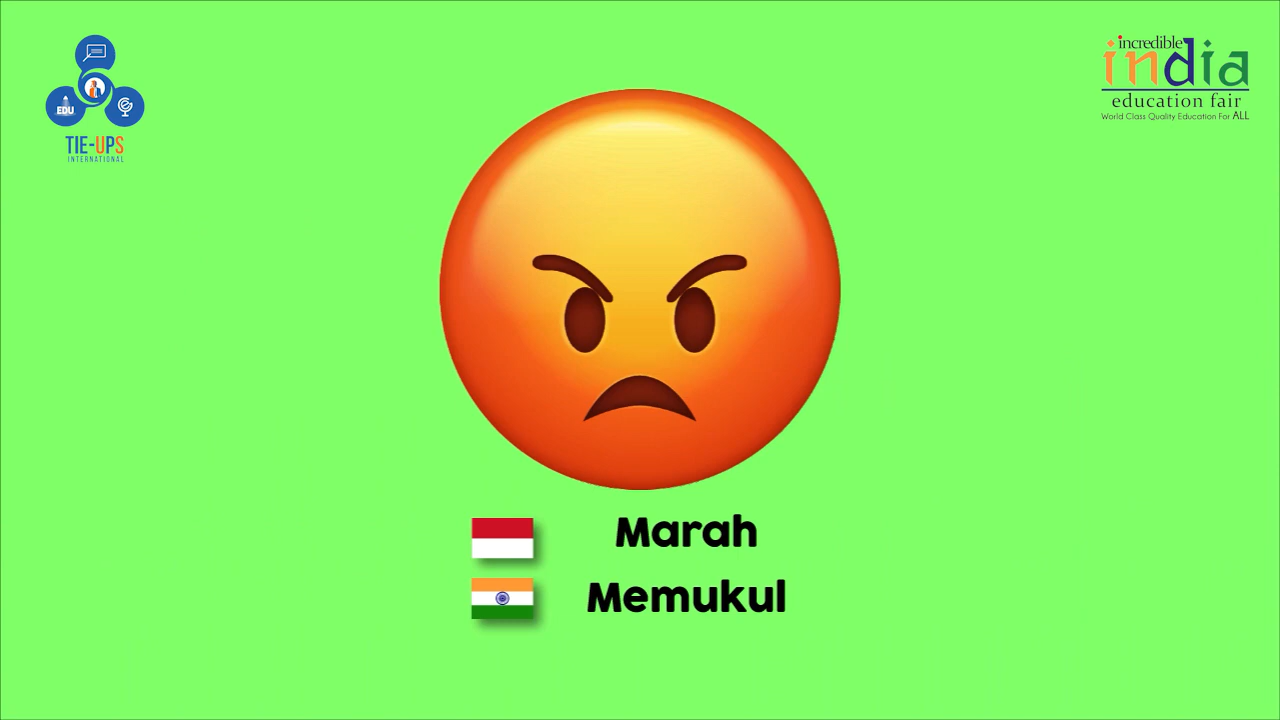 EDU
TIE-UPS
INTERNATIONAL
incredible
india
education fair
World Class Quality Education For ALL
Marah
Memukul